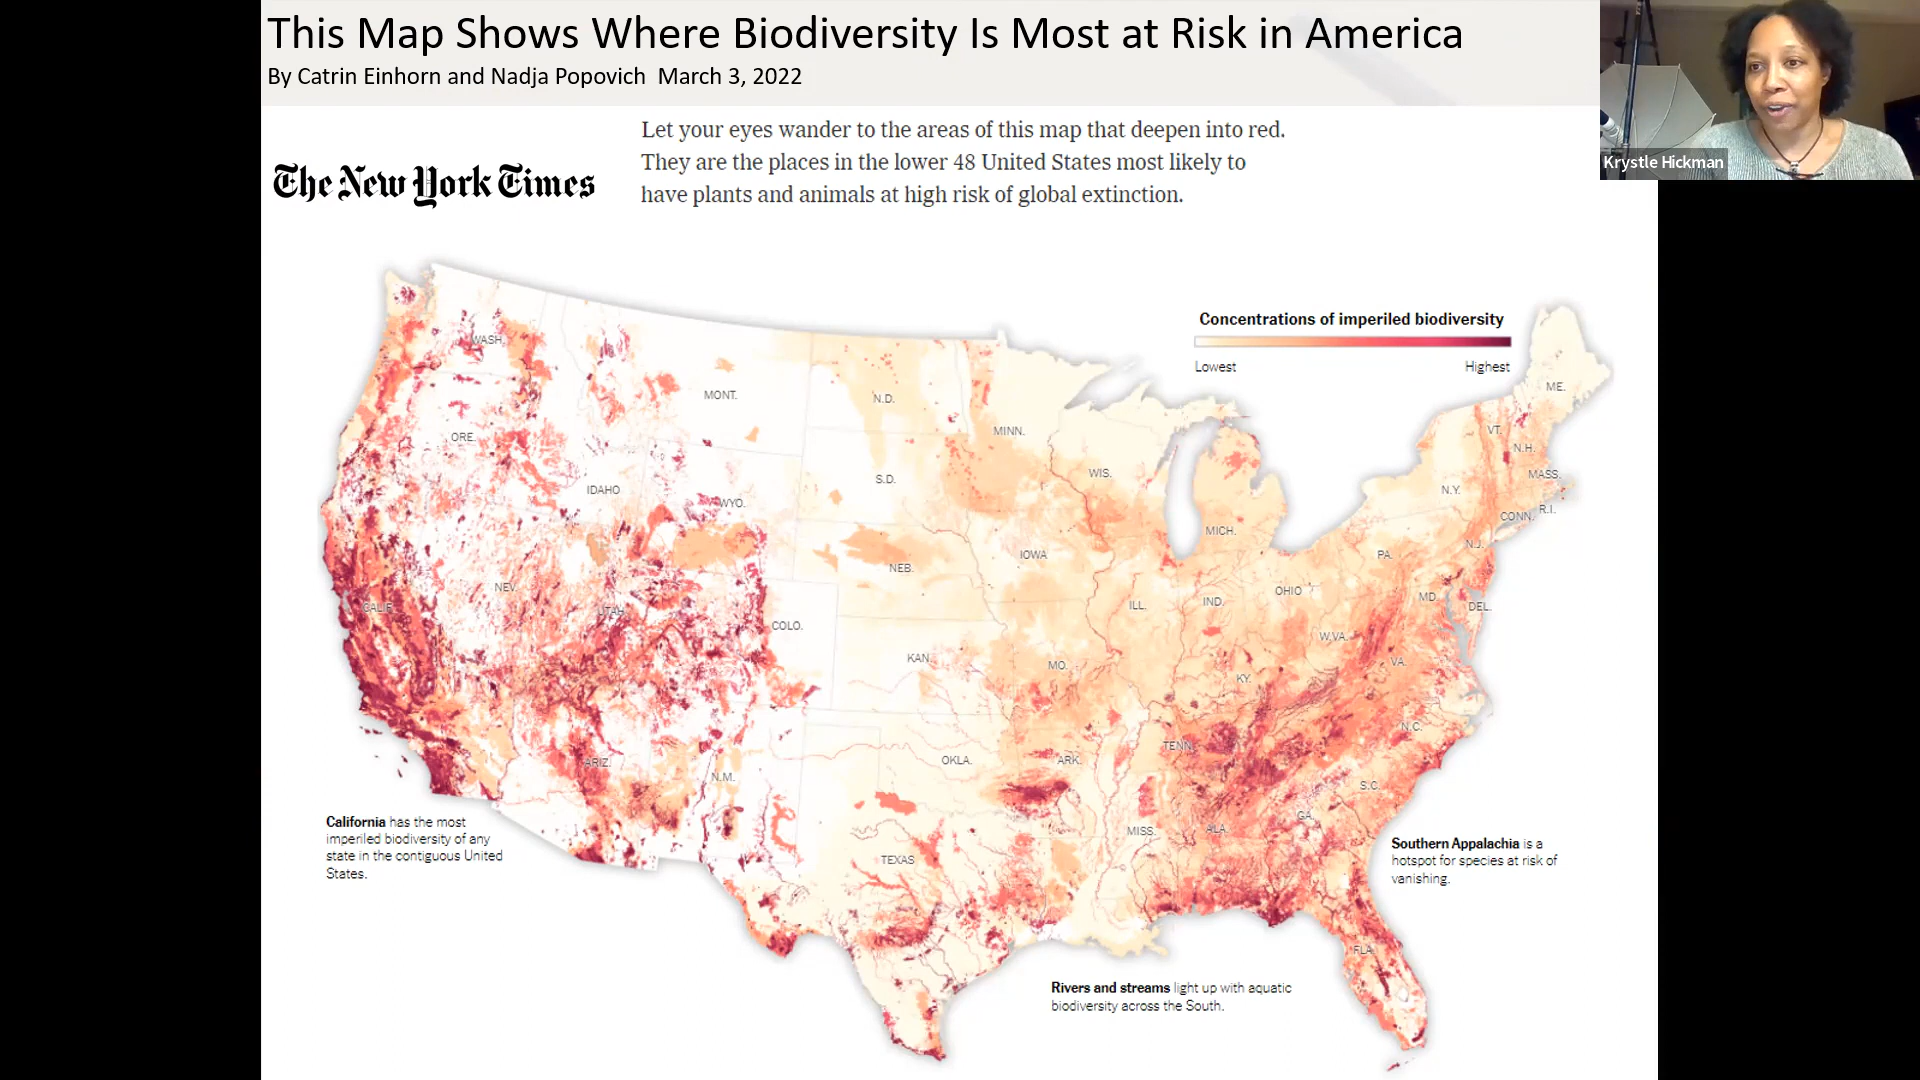 This Map Shows Where Biodiversity Is Most at Risk in America
By Catrin Einhorn and Nadja Popovich March 3, 2022
Krystle Hickman
The New York Times
Let your eyes wander to the areas of this map that deepen into red.
They are the places in the lower 48 United States most likely to
have plants and animals at high risk of global extinction.
Concentrations of imperiled biodiversity
Lowest
Highest
WASH.
MONT.
N.D.
MINN.
ME.
VT.
N.H.
ORE.
IDAHO
WYO.
S.D.
WIS.
MICH.
N.Y.
MASS.
CONN.
R.I.
NEV.
UTAH
COLO.
NEB.
IOWA
ILL.
IND.
OHIO
PA.
N.J.
MD.
DEL.
CALIF.
KAN.
MO.
KY.
W.VA.
VA.
ARIZ.
N.M.
OKLA.
ARK.
TENN.
N.C.
S.C.
TEXAS
MISS.
ALA.
GA.
FLA.
California has the most
imperiled biodiversity of any
state in the contiguous United
States.
Southern Appalachia is a
hotspot for species at risk of
vanishing.
Rivers and streams light up with aquatic
biodiversity across the South.